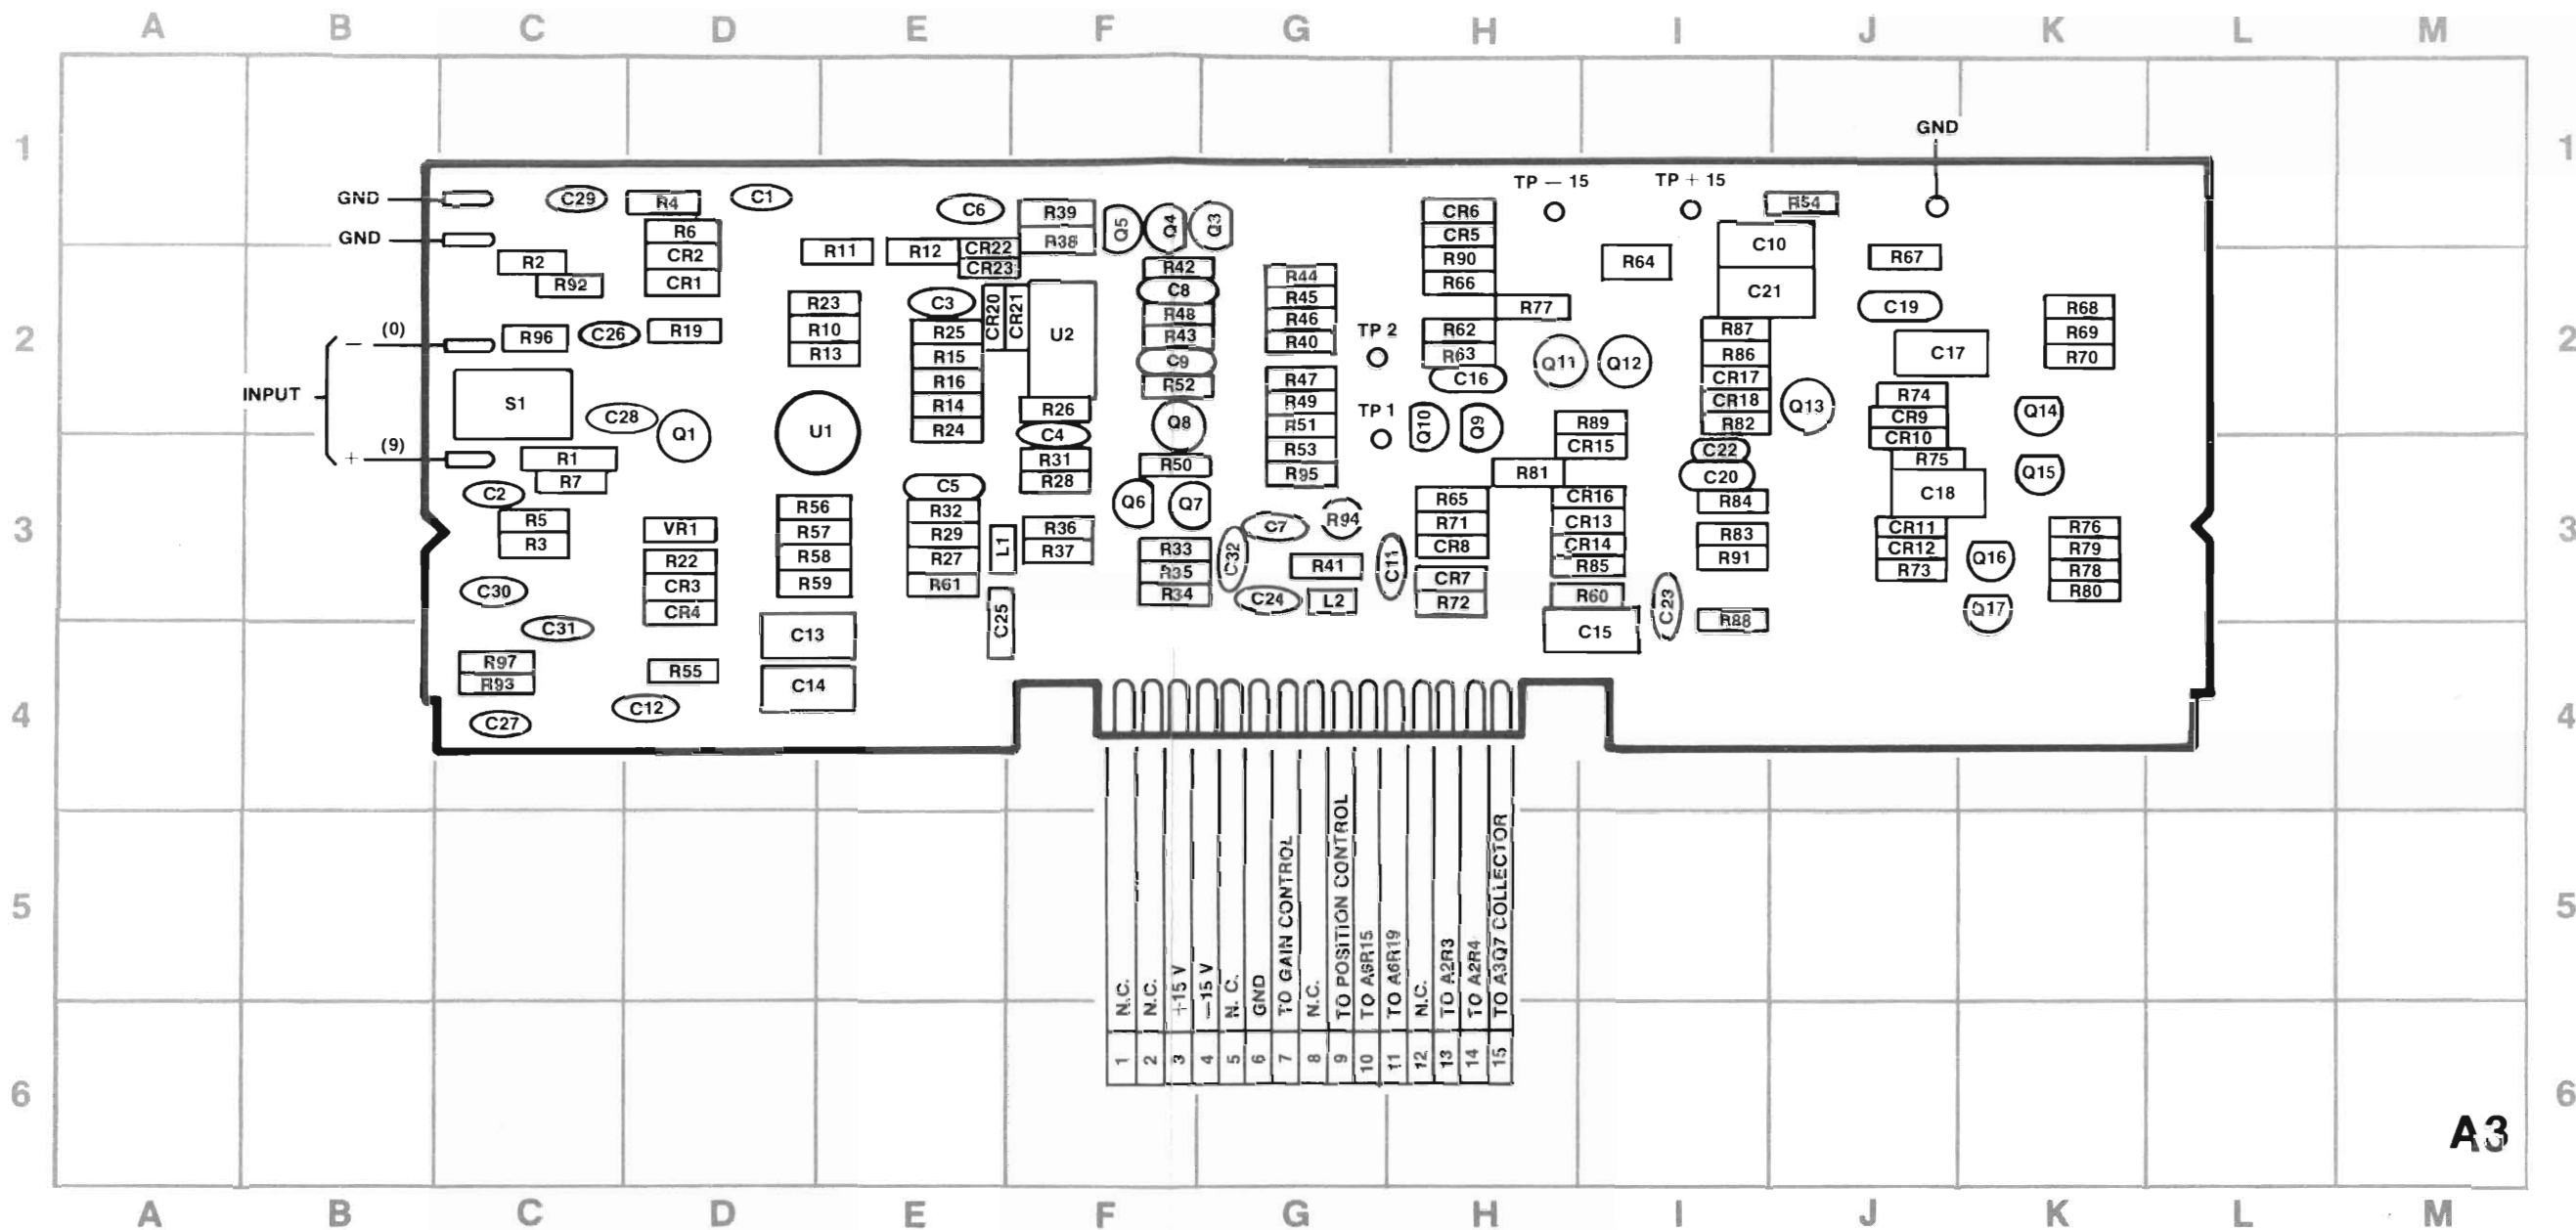 A B C D E F G H I J K L M
1 1
GND
TP – 15 TP + 15
GND C29 R4 C1 C6 R39 Q5 Q4 Q3 CR6 R54
GND R6 R38 CR5 C10
R2 CR2 R11 R12 CR22 R42 R90 R64 R67
R92 CR1 CR23 C8 R44 R66 C21
R23 C3 CR20 CR21 R48 R45 R77 C19 R68
2 – (0) R96 C26 R19 R10 R25 U2 R43 R46 TP 2 R62 R87 R69 2
R13 R15 C9 R40 R63 Q11 Q12 R86 C17 R70
INPUT S1 R16 R52 R47 C16 CR17 R74
C28 Q1 U1 R14 R26 Q8 R49 TP 1 Q10 Q9 R89 CR18 Q13 CR9 Q14
R24 C4 R51 CR15 R82 CR10
+ (9) R1 R31 R50 R53 R81 C22 R75 Q15
C2 R7 C5 R28 R95 C20 C18
R56 R32 Q6 Q7 R65 CR16 R84
3 R5 VR1 R57 R29 L1 R36 C7 R94 R71 CR13 R83 CR11 R76 3
R3 R22 R58 R27 R37 R33 C32 R41 C11 CR8 CR14 R91 CR12 Q16 R79
C30 CR3 R59 R61 R35 CR7 R85 R73 R78
CR4 R34 C24 L2 R72 R60 C23 Q17 R80
C31 C13 C25 C15 R88
R97 R55 C14
R93
4 C27 C12 4
5 5
1 N.C.
2 N.C.
3 +15 V
4 –15 V
5 N. C.
6 GND
7 TO GAIN CONTROL
8 N.C.
9 TO POSITION CONTROL
10 TO A6R15
11 TO A6R19
12 N.C.
13 TO A2R3
14 TO A2R4
15 TO A3Q7 COLLECTOR
6 6
A3
A B C D E F G H I J K L M